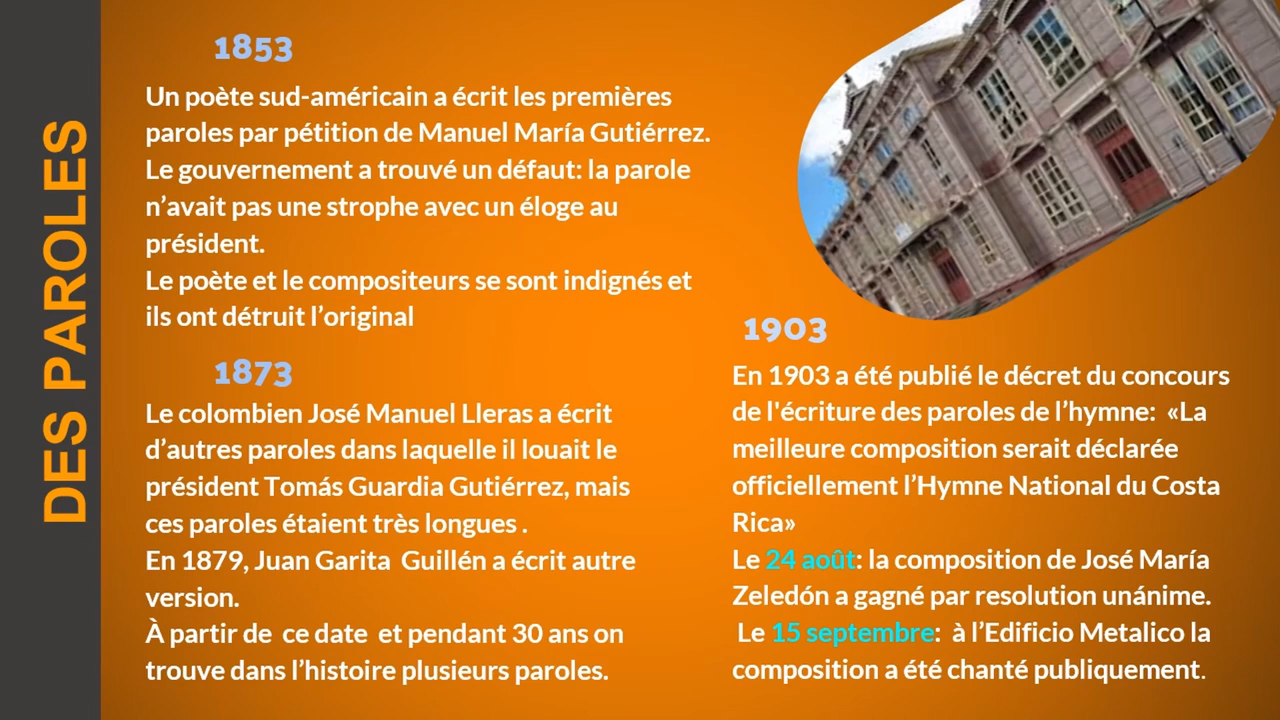 DES PAROLES
1853
Un poète sud-américain a écrit les premières
paroles par pétition de Manuel María Gutiérrez.
Le gouvernement a trouvé un défaut: la parole
n’avait pas une strophe avec un éloge au
président.
Le poète et le compositeurs se sont indignés et
ils ont détruit l’original
1873
Le colombien José Manuel Lleras a écrit
d’autres paroles dans laquelle il louait le
président Tomás Guardia Gutiérrez, mais
ces paroles étaient très longues .
En 1879, Juan Garita  Guillén a écrit autre
version.
À partir de  ce date  et pendant 30 ans on
trouve dans l’histoire plusieurs paroles.
1903
En 1903 a été publié le décret du concours
de l'écriture des paroles de l’hymne:  «La
meilleure composition serait déclarée
officiellement l’Hymne National du Costa
Rica»
Le 24 août: la composition de José María
Zeledón a gagné par resolution unánime.
Le 15 septembre:  à l’Edificio Metalico la
composition a été chanté publiquement.